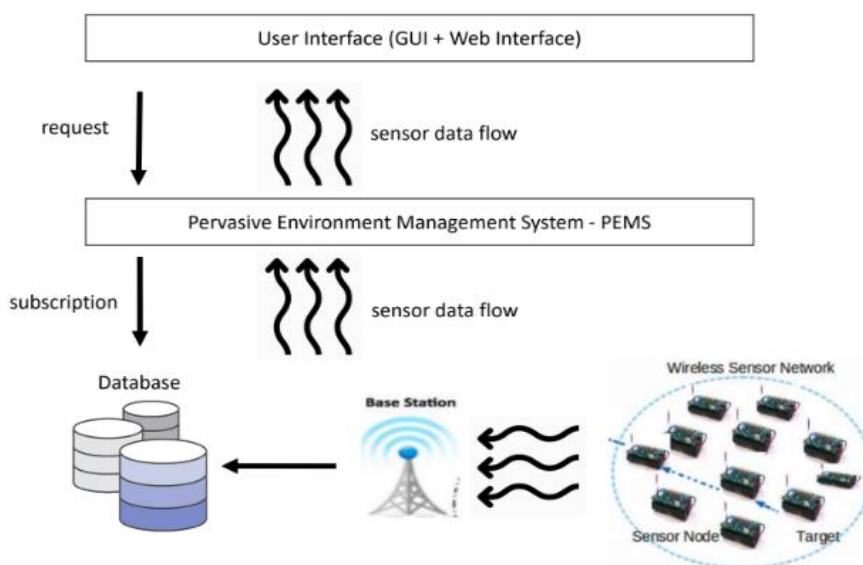 User Interface (GUI + Web Interface)
request
sensor data flow
Pervasive Environment Management System - PEMS
subscription
sensor data flow
Database
Base Station
Wireless Sensor Network
Sensor Node
Target